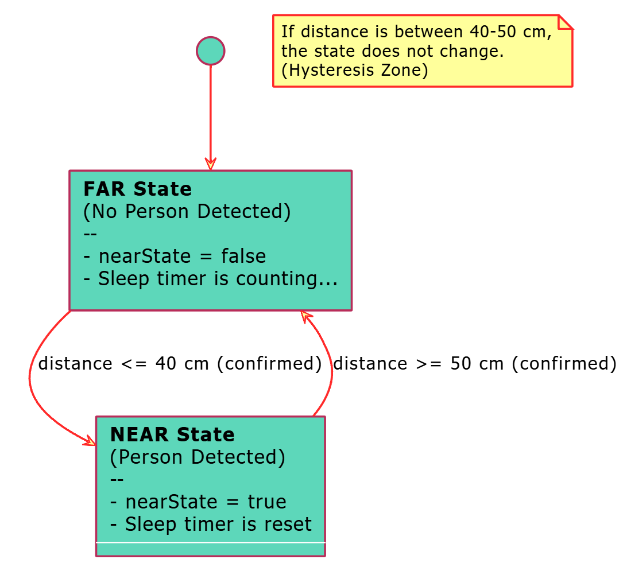 If distance is between 40-50 cm,
the state does not change.
(Hysteresis Zone)
FAR State
(No Person Detected)
--
- nearState = false
- Sleep timer is counting...
distance <= 40 cm (confirmed)
distance >= 50 cm (confirmed)
NEAR State
(Person Detected)
--
- nearState = true
- Sleep timer is reset